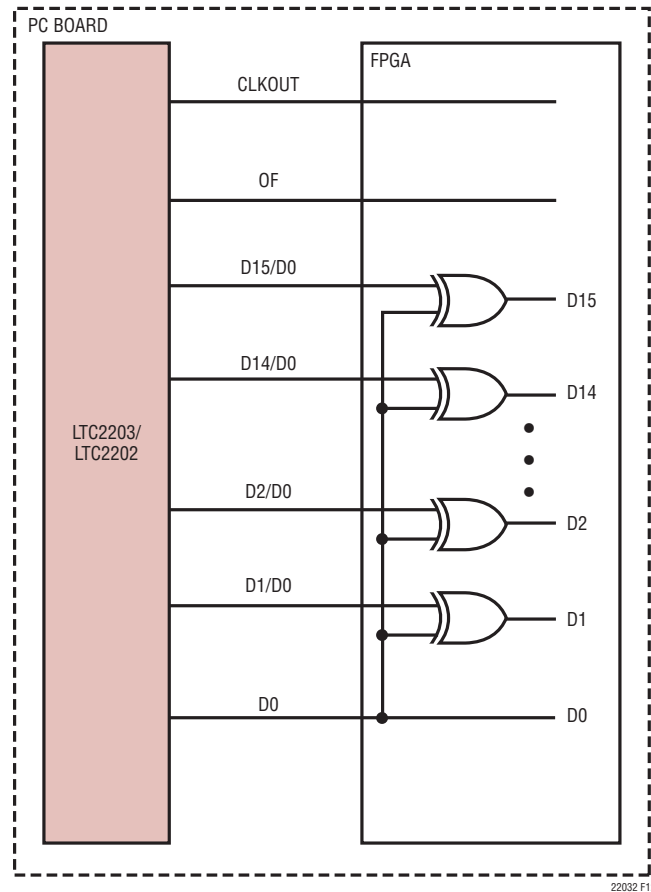 PC BOARD
FPGA
CLKOUT
OF
D15/D0
D15
D14/D0
D14
LTC2203/
LTC2202
D2/D0
D2
D1/D0
D1
D0
D0
22032 F1